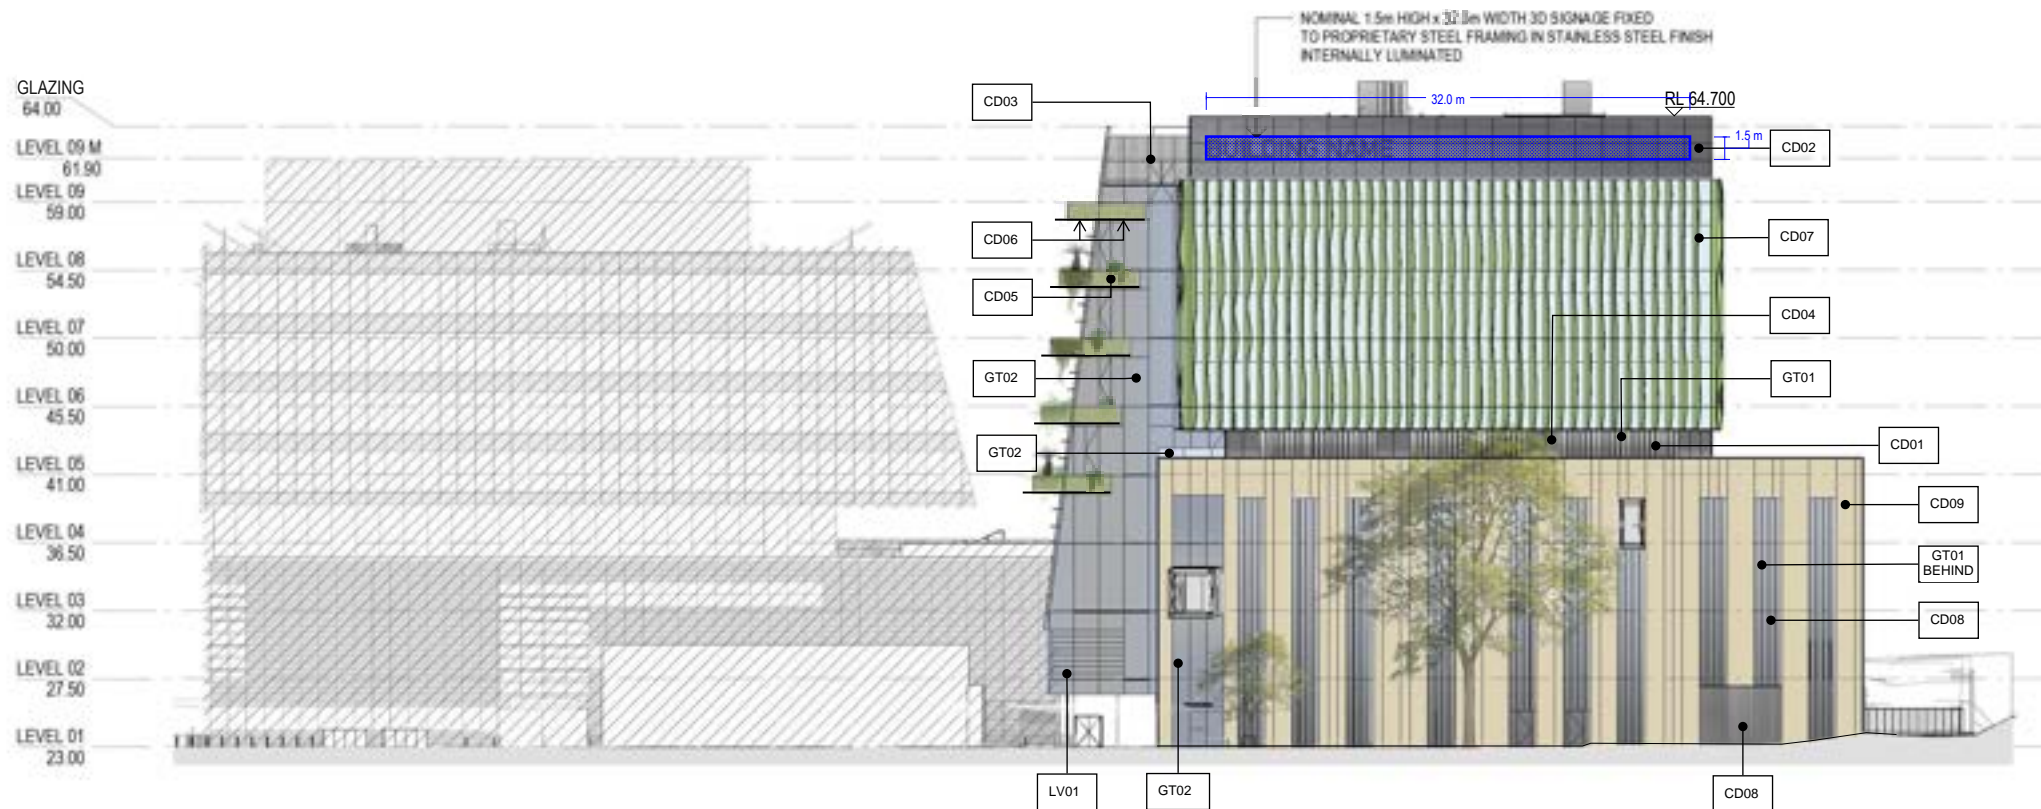 NOMINAL 1.5m HIGH x WIDTH 3D SIGNAGE FIXED
TO PROPRIETARY STEEL FRAMING IN STAINLESS STEEL FINISH
INTERNALLY LUMINATED
GLAZING
64.00
LEVEL 09 M
61.90
LEVEL 09
59.00
LEVEL 08
54.50
LEVEL 07
50.00
LEVEL 06
45.50
LEVEL 05
41.00
LEVEL 04
36.50
LEVEL 03
32.00
LEVEL 02
27.50
LEVEL 01
23.00
CD03
32.0 m
RL 64.700
1.5 m
BUILDING NAME
CD02
CD06
CD07
CD05
CD04
GT02
GT01
GT02
CD01
CD09
GT01
BEHIND
CD08
LV01
GT02
CD08